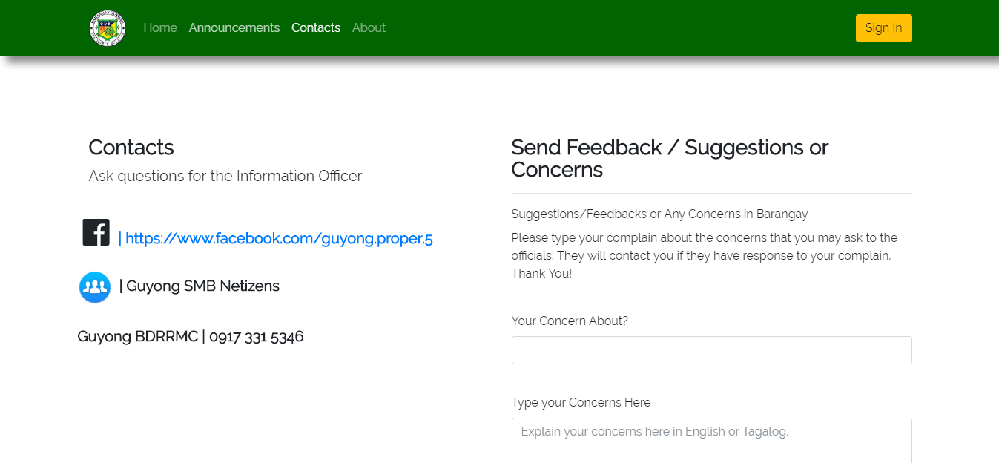 Home Announcements Contacts About Sign In
Contacts
Ask questions for the Information Officer
| https://www.facebook.com/guyong.proper.5
| Guyong SMB Netizens
Guyong BDRRMC | 0917 331 5346
Send Feedback / Suggestions or
Concerns
Suggestions/Feedbacks or Any Concerns in Barangay
Please type your complain about the concerns that you may ask to the
officials. They will contact you if they have response to your complain.
Thank You!
Your Concern About?
Type your Concerns Here
Explain your concerns here in English or Tagalog.